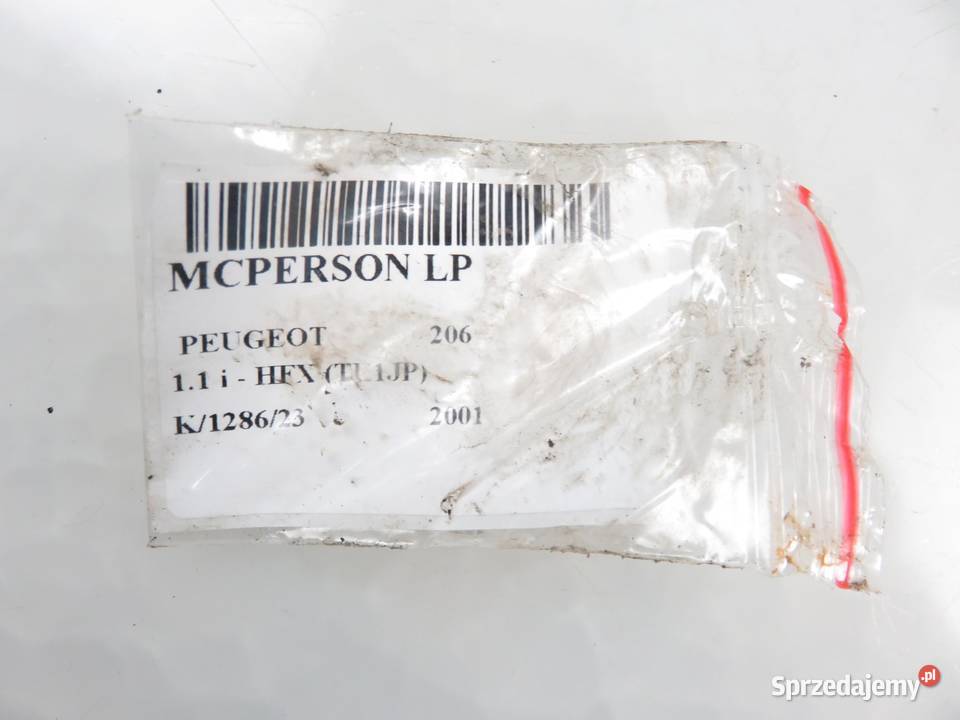 MCPERSON LP
PEUGEOT 206
1.1 i - HFX (TU1JP)
K/1286/23 2001
Sprzedajemy.pl